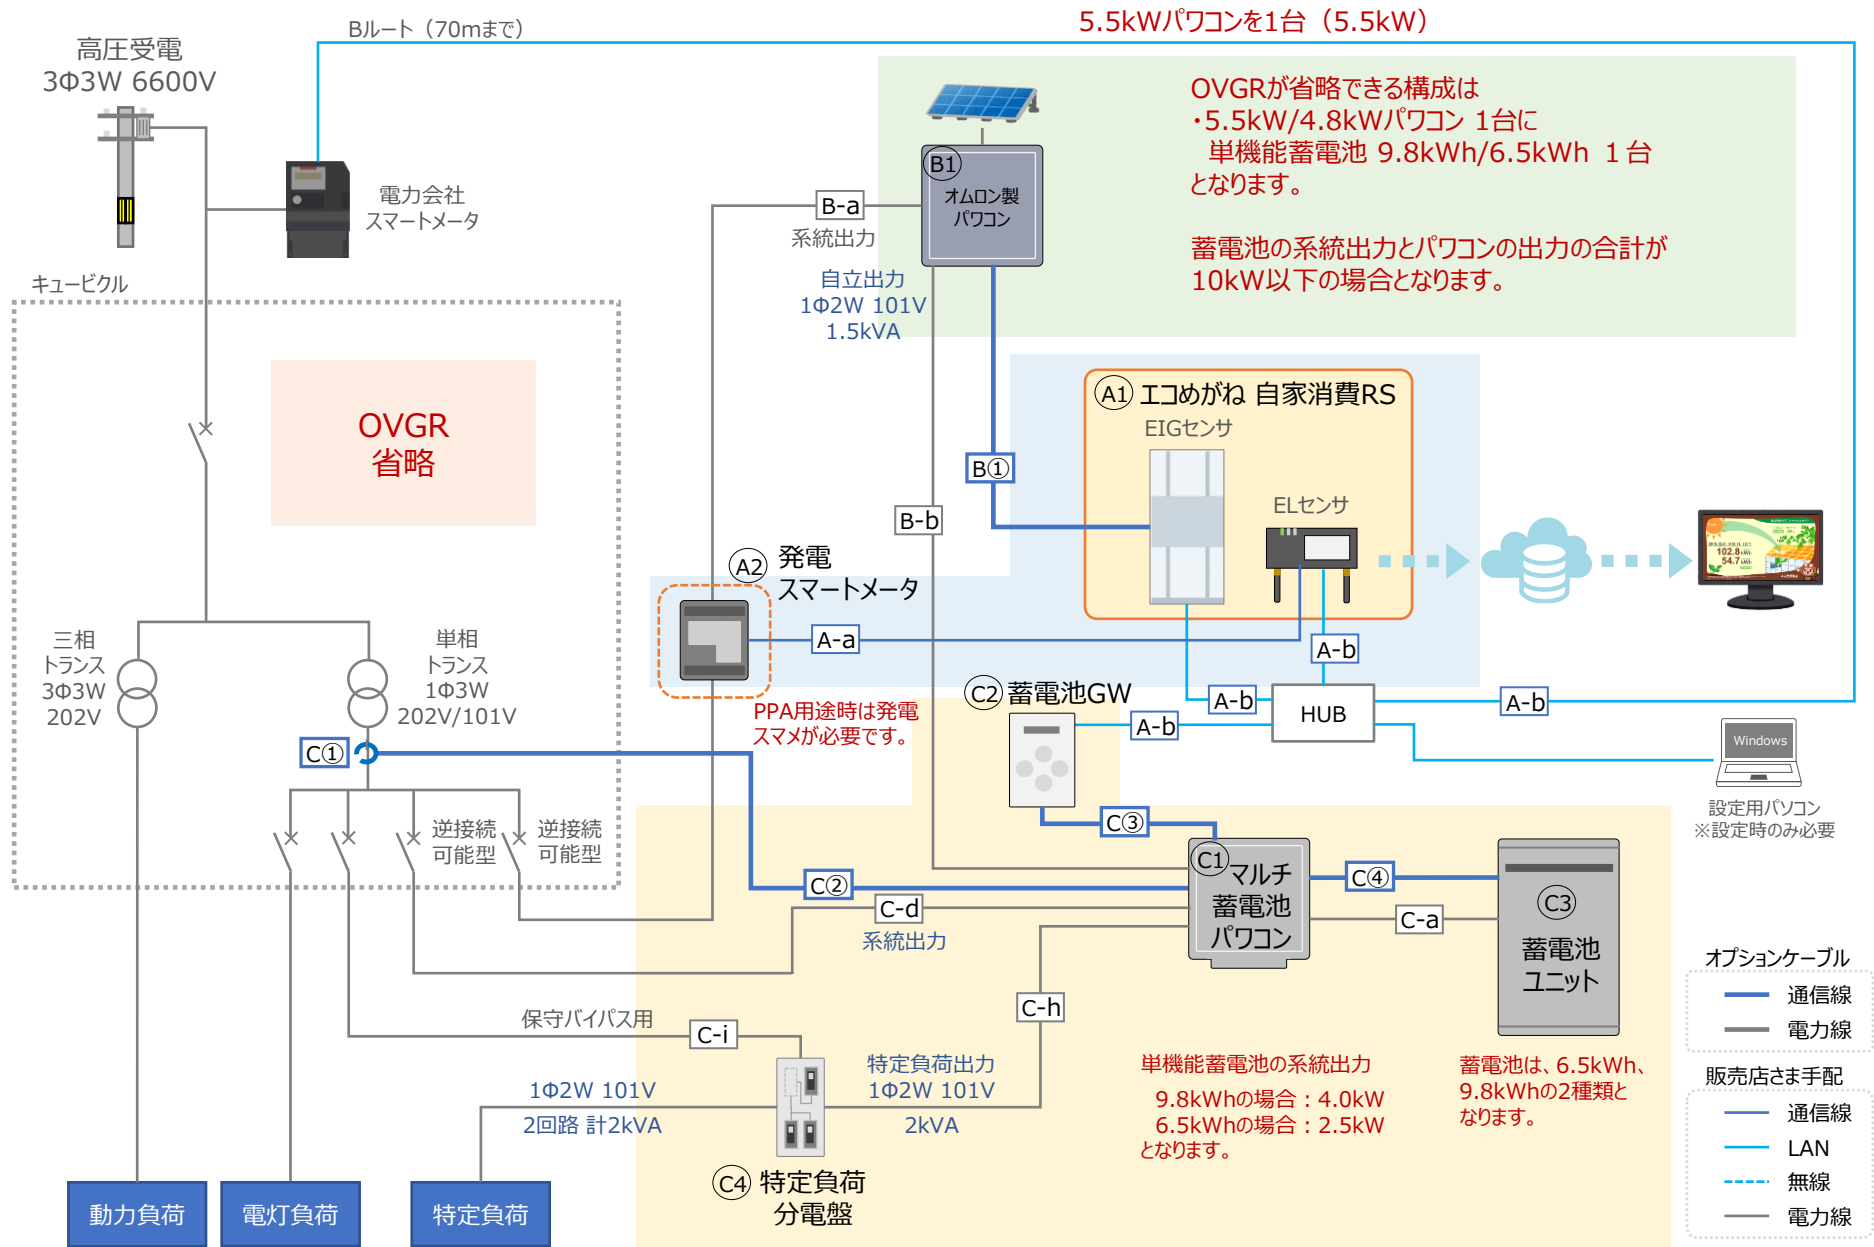 5.5kWパワコンを1台（5.5kW）
Bルート（70mまで）
高圧受電
3Φ3W 6600V
電力会社
スマートメータ
キュービクル
OVGR
省略
OVGRが省略できる構成は
・5.5kW/4.8kWパワコン 1台に
単機能蓄電池 9.8kWh/6.5kWh 1台
となります。
蓄電池の系統出力とパワコンの出力の合計が
10kW以下の場合となります。
B1
オムロン製
パワコン
B-a
系統出力
自立出力
1Φ2W 101V
1.5kVA
A1 エコめがね 自家消費RS
EIGセンサ
ELセンサ
B①
B-b
102.8kWh
54.7kWh
A2 発電
スマートメータ
A-a
A-b
A-b
A-b
A-b
HUB
PPA用途時は発電
スマメが必要です。
三相
トランス
3Φ3W
202V
単相
トランス
1Φ3W
202V/101V
C①
逆接続
可能型
逆接続
可能型
C2 蓄電池GW
Windows
設定用パソコン
※設定時のみ必要
C③
C②
C-d
系統出力
C1
マルチ
蓄電池
パワコン
C④
C-a
C3
蓄電池
ユニット
C-h
保守バイパス用
C-i
1Φ2W 101V
2回路 計2kVA
特定負荷出力
1Φ2W 101V
2kVA
C4 特定負荷
分電盤
単機能蓄電池の系統出力
9.8kWhの場合：4.0kW
6.5kWhの場合：2.5kW
となります。
蓄電池は、6.5kWh、
9.8kWhの2種類と
なります。
動力負荷
電灯負荷
特定負荷
オプションケーブル
通信線
電力線
販売店さま手配
通信線
LAN
無線
電力線